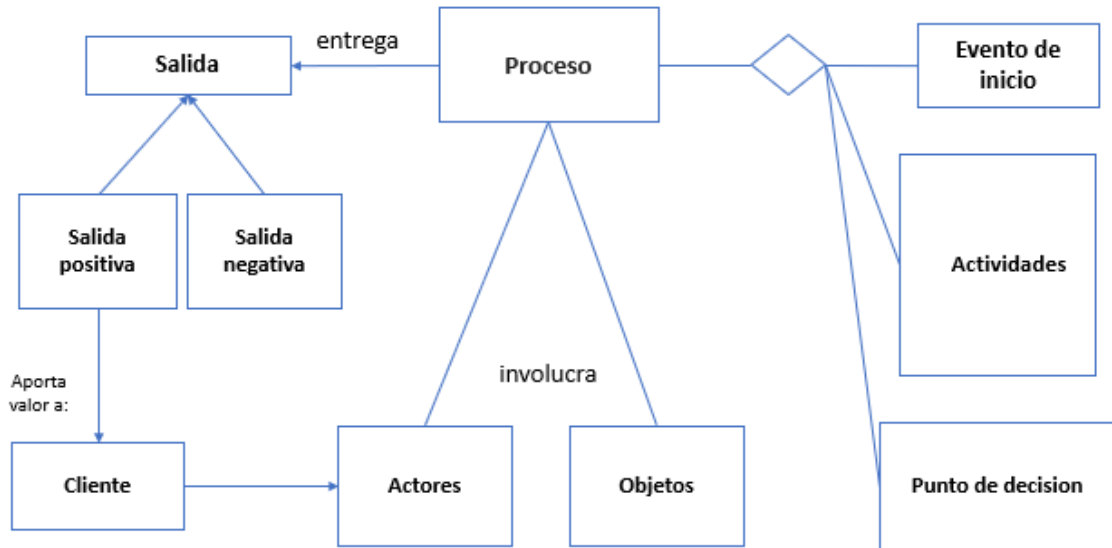 entrega
Salida
Proceso
Evento de
inicio
Salida
positiva
Salida
negativa
Actividades
involucra
Aporta
valor a:
Cliente
Actores
Objetos
Punto de decision